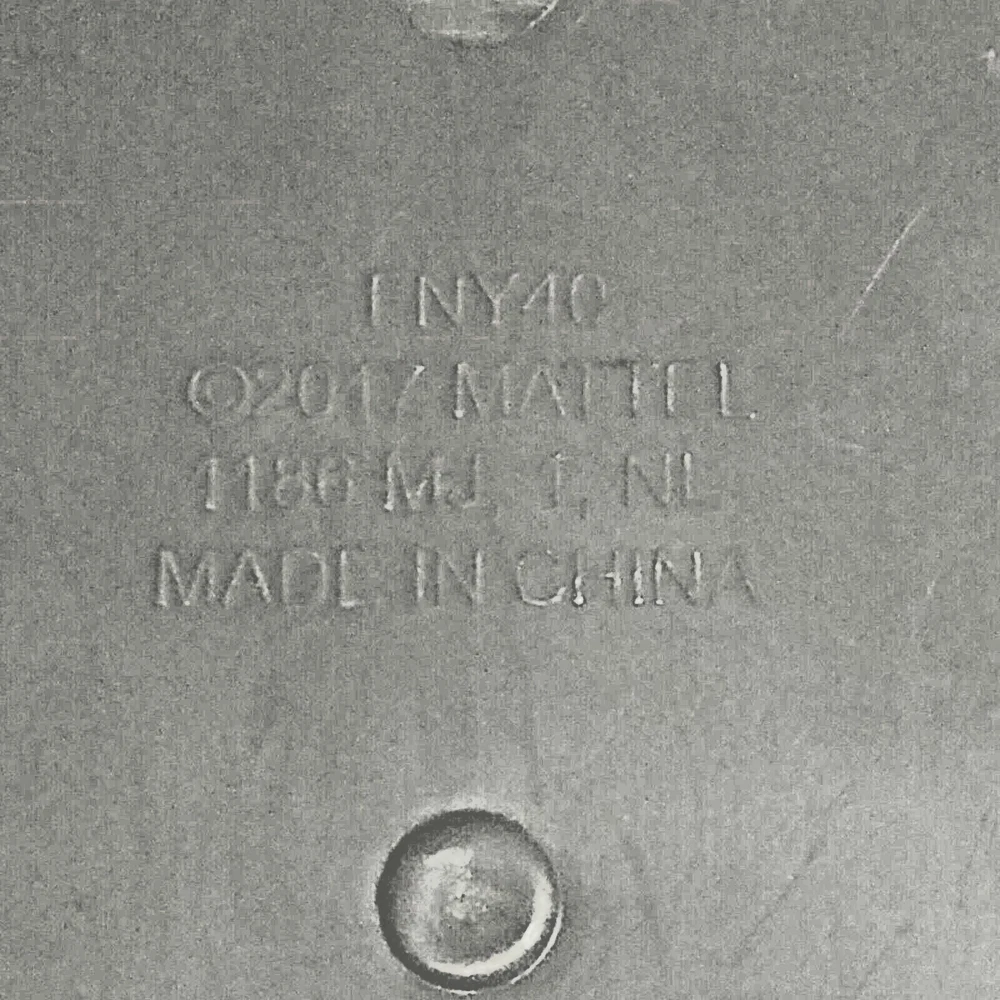 FNY40
©2017 MATTEL
1186 MJ, 1, NL
MADE IN CHINA